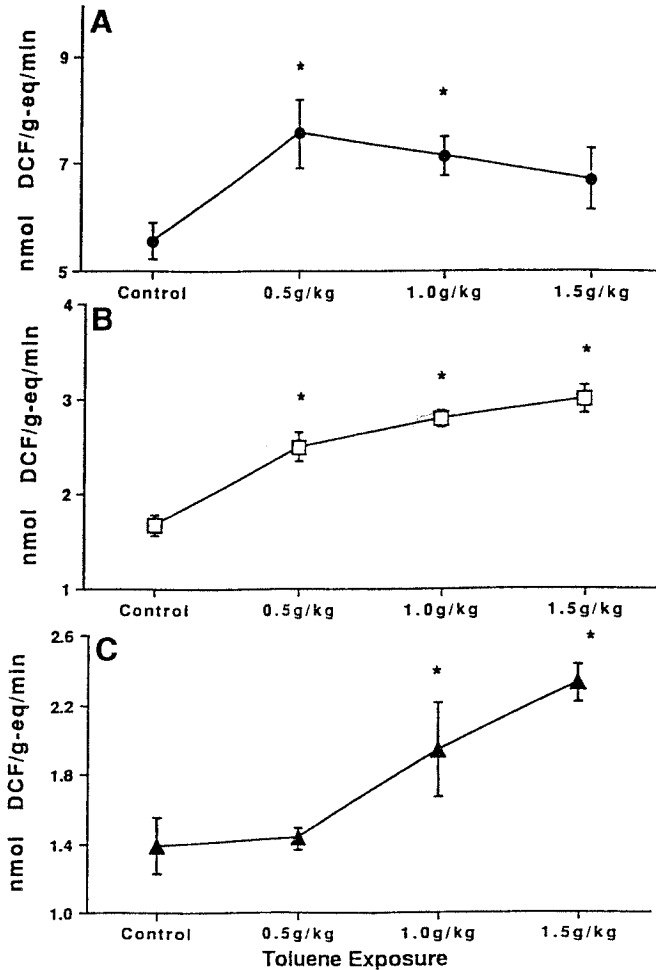 A
9
7
5
nmol DCF/g-eq/min
*
*
Control 0.5g/kg 1.0g/kg 1.5g/kg
B
4
3
2
1
nmol DCF/g-eq/min
*
*
*
Control 0.5g/kg 1.0g/kg 1.5g/kg
C
2.6
2.2
1.8
1.4
1.0
nmol DCF/g-eq/min
*
*
Control 0.5g/kg 1.0g/kg 1.5g/kg
Toluene Exposure